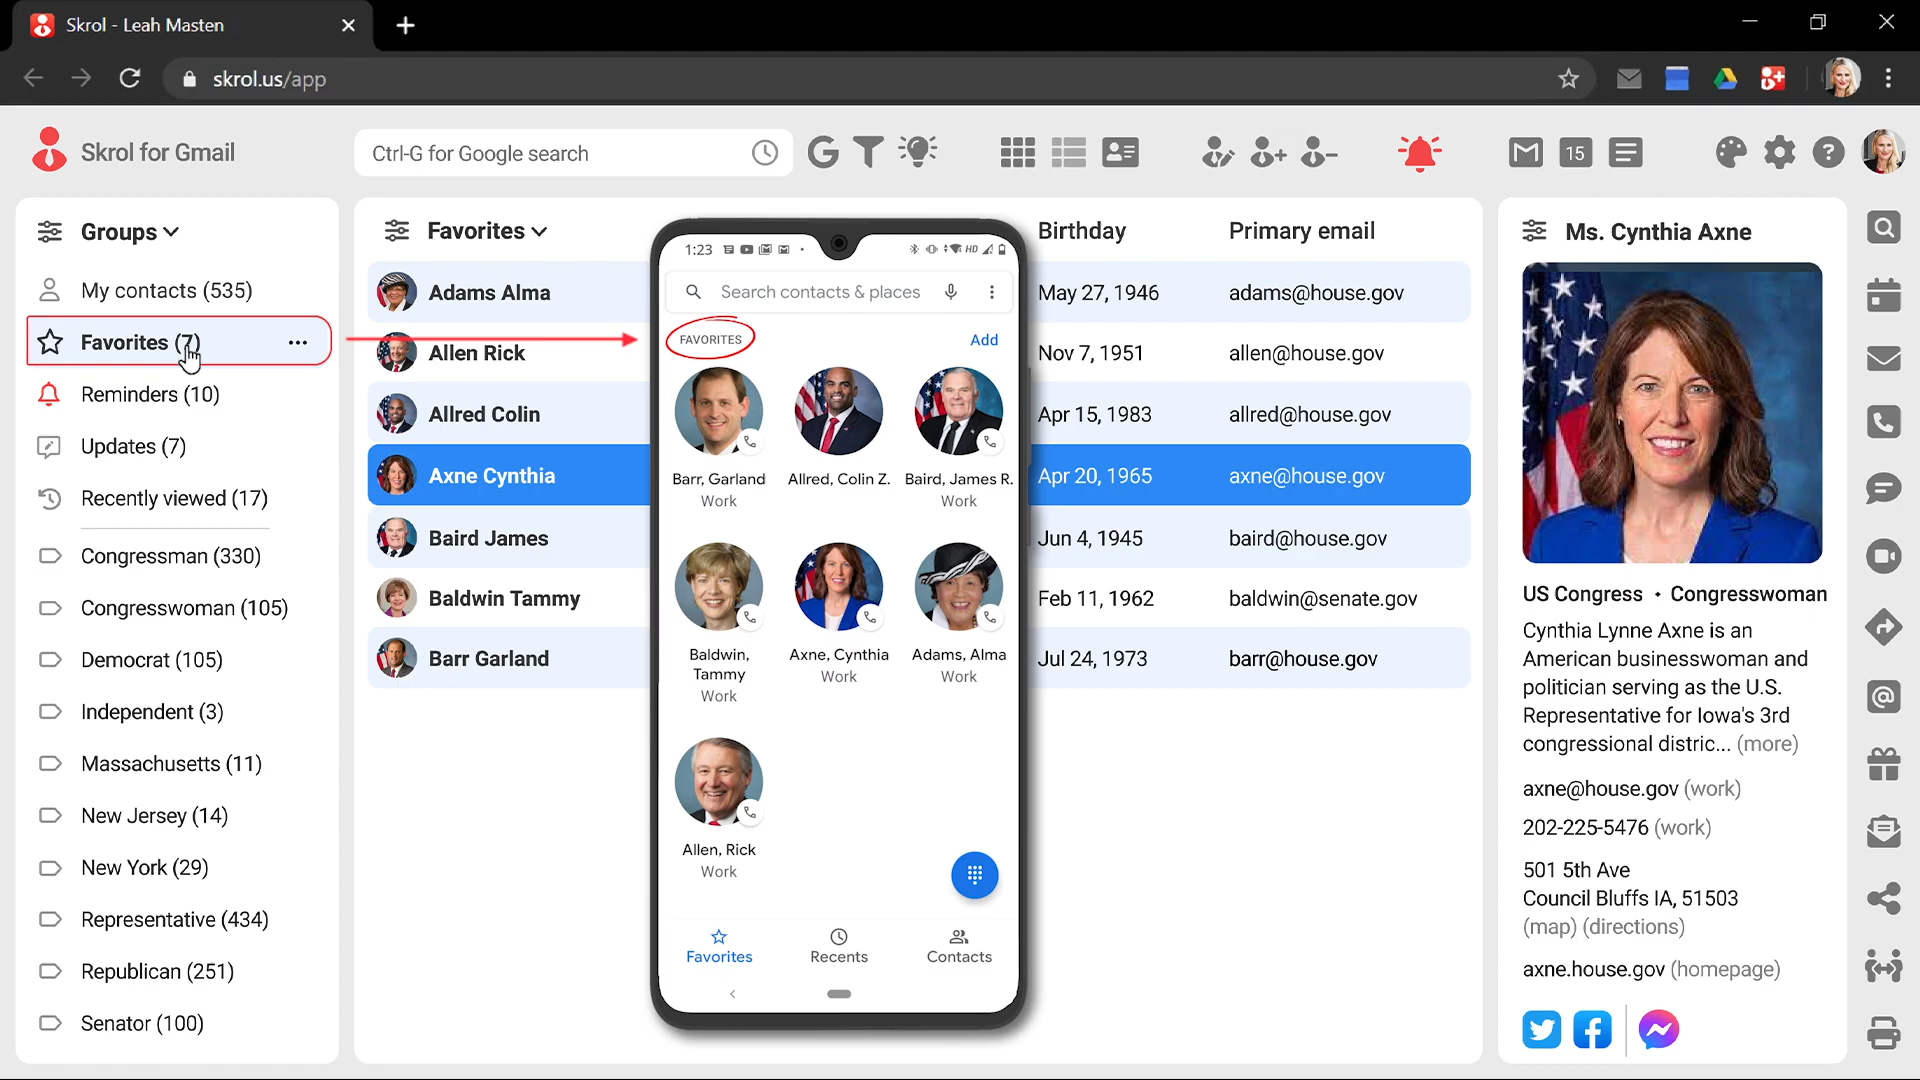 Skrol - Leah Masten
skrol.us/app
Skrol for Gmail
Ctrl-G for Google search
15
Groups
My contacts (535)
Favorites (7)
Reminders (10)
Updates (7)
Recently viewed (17)
Congressman (330)
Congresswoman (105)
Democrat (105)
Independent (3)
Massachusetts (11)
New Jersey (14)
New York (29)
Representative (434)
Republican (251)
Senator (100)
Favorites
Birthday
Primary email
Adams Alma
May 27, 1946
adams@house.gov
Allen Rick
Nov 7, 1951
allen@house.gov
Allred Colin
Apr 15, 1983
allred@house.gov
Axne Cynthia
Apr 20, 1965
axne@house.gov
Baird James
Jun 4, 1945
baird@house.gov
Baldwin Tammy
Feb 11, 1962
baldwin@senate.gov
Barr Garland
Jul 24, 1973
barr@house.gov
1:23
HD
Search contacts & places
FAVORITES
Add
Barr, Garland
Work
Allred, Colin Z.
Baird, James R.
Work
Baldwin,
Tammy
Work
Axne, Cynthia
Work
Adams, Alma
Work
Allen, Rick
Work
Favorites
Recents
Contacts
Ms. Cynthia Axne
US Congress • Congresswoman
Cynthia Lynne Axne is an
American businesswoman and
politician serving as the U.S.
Representative for Iowa's 3rd
congressional distric... (more)
axne@house.gov (work)
202-225-5476 (work)
501 5th Ave
Council Bluffs IA, 51503
(map) (directions)
axne.house.gov (homepage)